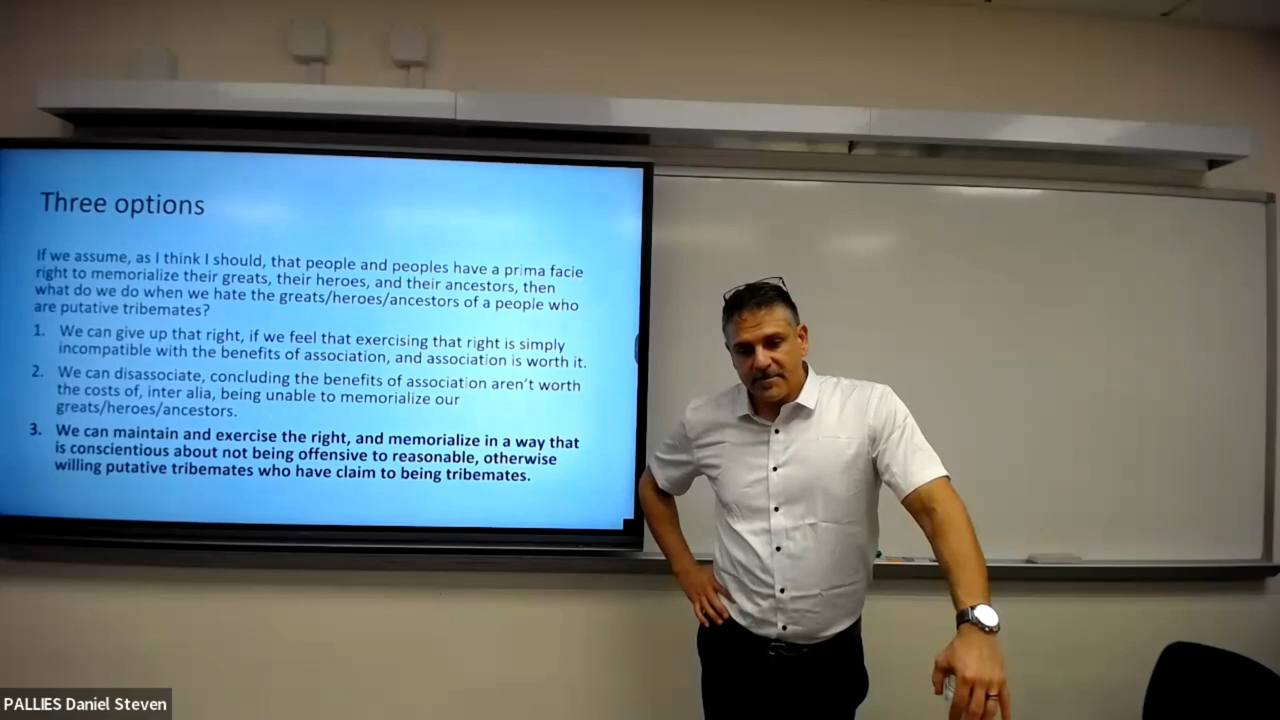 Three options
If we assume, as I think I should, that people and peoples have a prima facie
right to memorialize their greats, their heroes, and their ancestors, then
what do we do when we hate the greats/heroes/ancestors of a people who
are putative tribemates?
1. We can give up that right, if we feel that exercising that right is simply
incompatible with the benefits of association, and association is worth it.
2. We can disassociate, concluding the benefits of association aren't worth
the costs of, inter alia, being unable to memorialize our
greats/heroes/ancestors.
3. We can maintain and exercise the right, and memorialize in a way that
is conscientious about not being offensive to reasonable, otherwise
willing putative tribemates who have claim to being tribemates.
PALLIES Daniel Steven